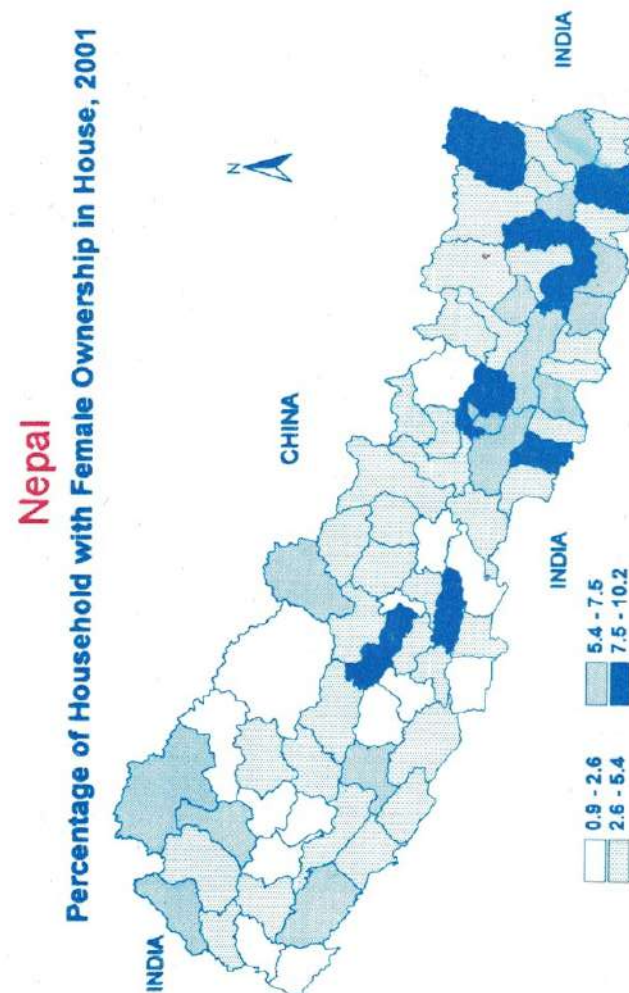 Nepal
Percentage of Household with Female Ownership in House, 2001
N
CHINA
INDIA
INDIA
INDIA
0.9 - 2.6
2.6 - 5.4
5.4 - 7.5
7.5 - 10.2